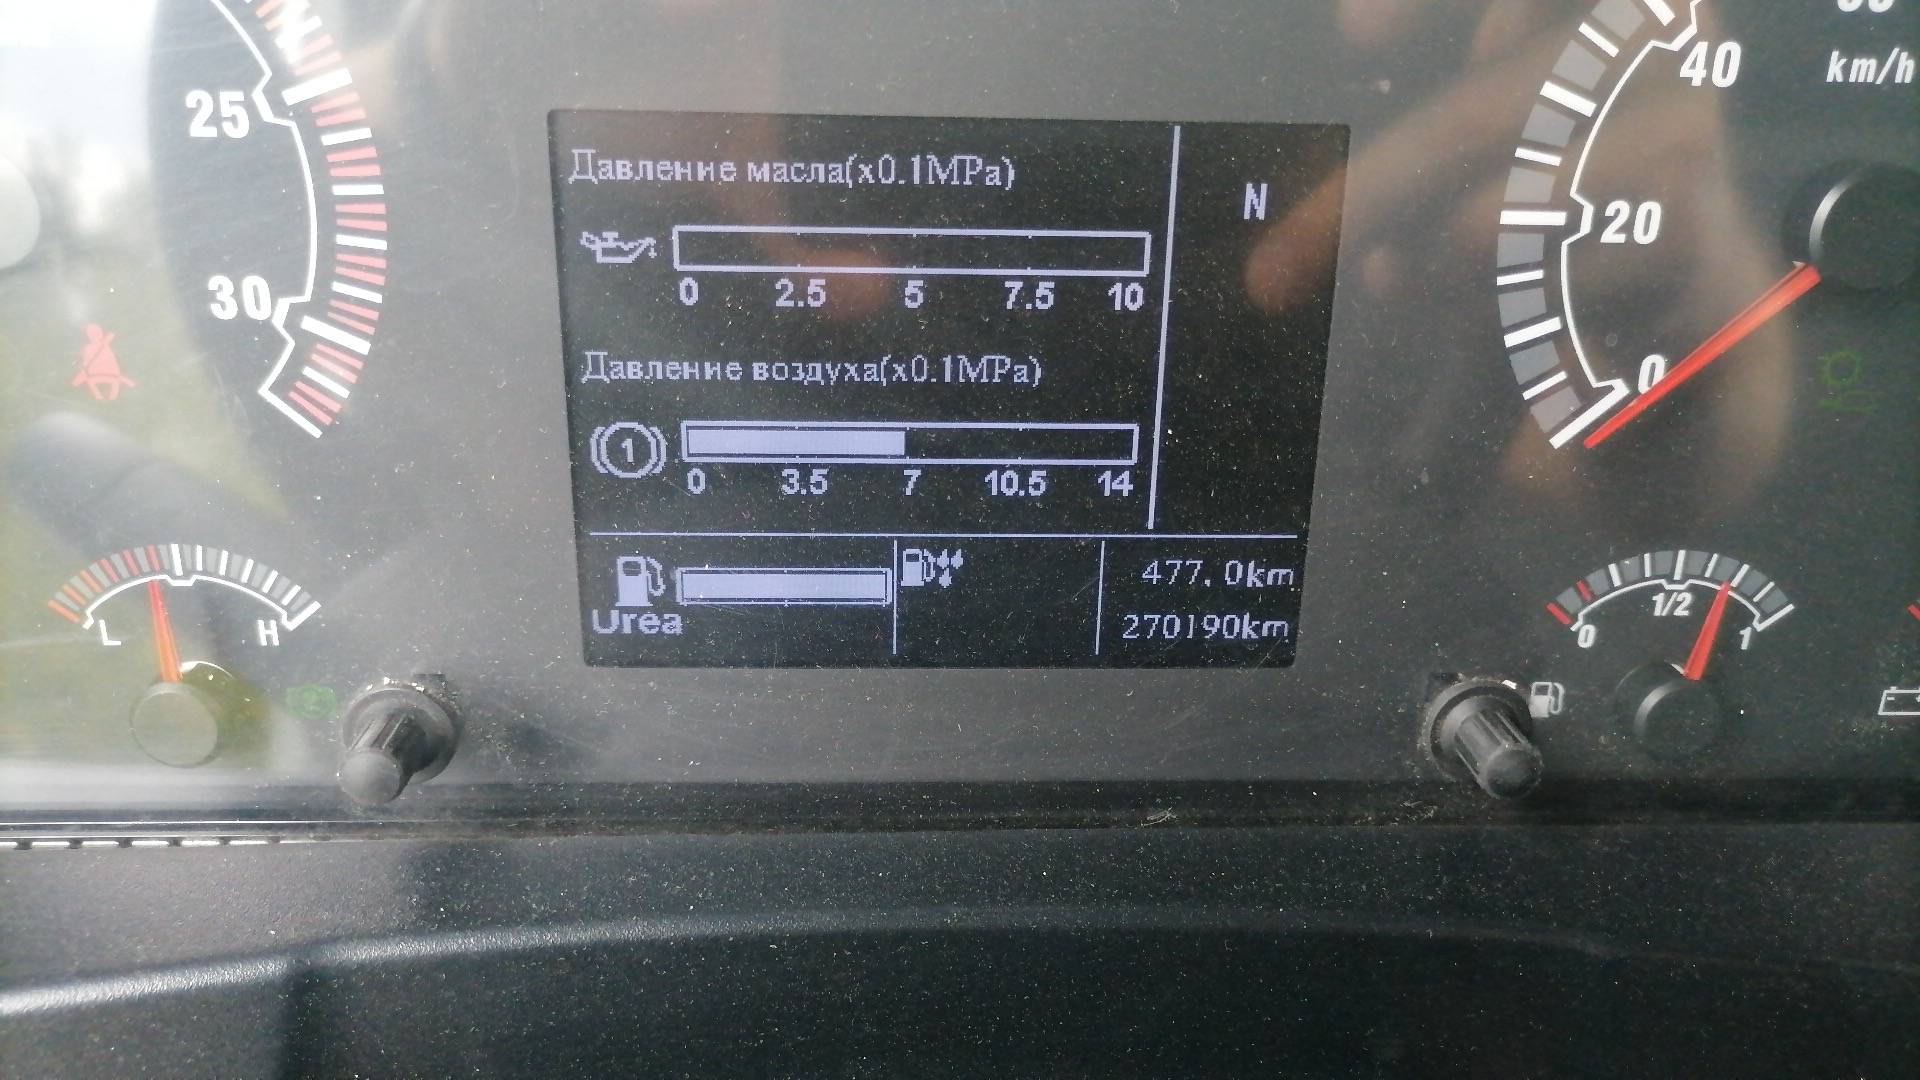 25
30
Давление масла(x0.1MPa)
0 2.5 5 7.5 10
N
Давление воздуха(x0.1MPa)
1
0 3.5 7 10.5 14
Urea
477.0km
270190km
L H
40
km/h
20
0
0 1/2 1